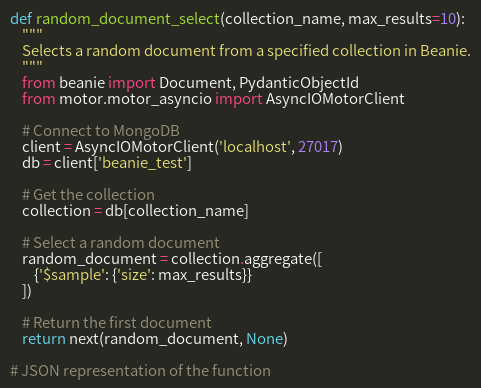 def random_document_select(collection_name, max_results=10):
    """
    Selects a random document from a specified collection in Beanie.
    """
    from beanie import Document, PydanticObjectId
    from motor.motor_asyncio import AsyncIOMotorClient

    # Connect to MongoDB
    client = AsyncIOMotorClient('localhost', 27017)
    db = client['beanie_test']

    # Get the collection
    collection = db[collection_name]

    # Select a random document
    random_document = collection.aggregate([
        {'$sample': {'size': max_results}}
    ])

    # Return the first document
    return next(random_document, None)

# JSON representation of the function